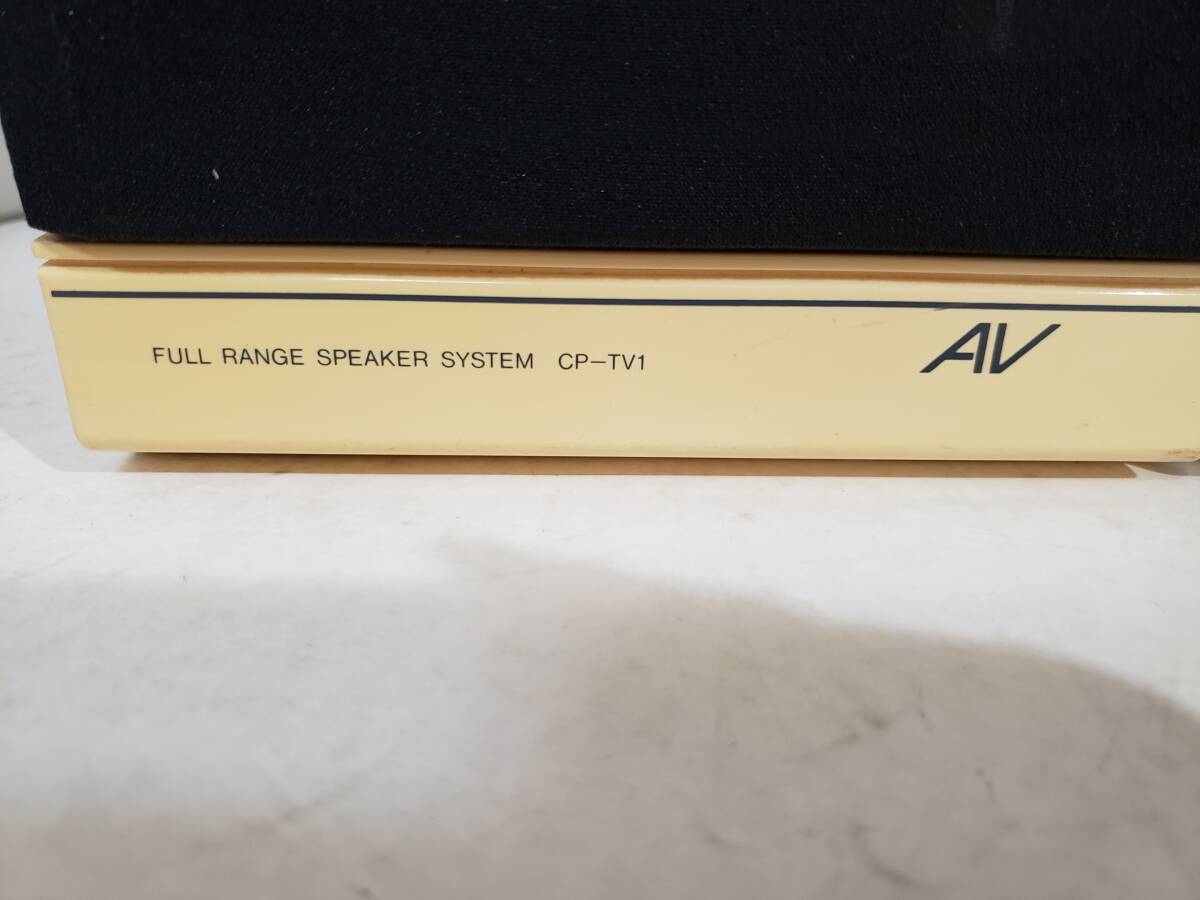 FULL RANGE SPEAKER SYSTEM CP-TV1
AV